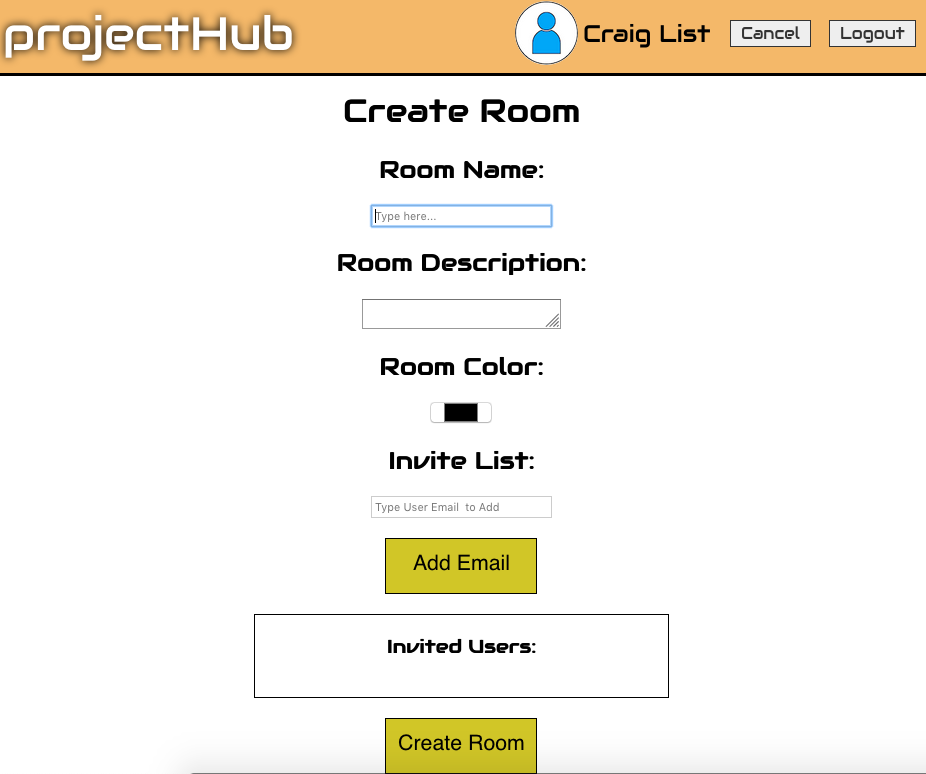 projectHub
Craig List
Cancel
Logout
Create Room
Room Name:
Type here...
Room Description:
Room Color:
Invite List:
Type User Email  to Add
Add Email
Invited Users:
Create Room